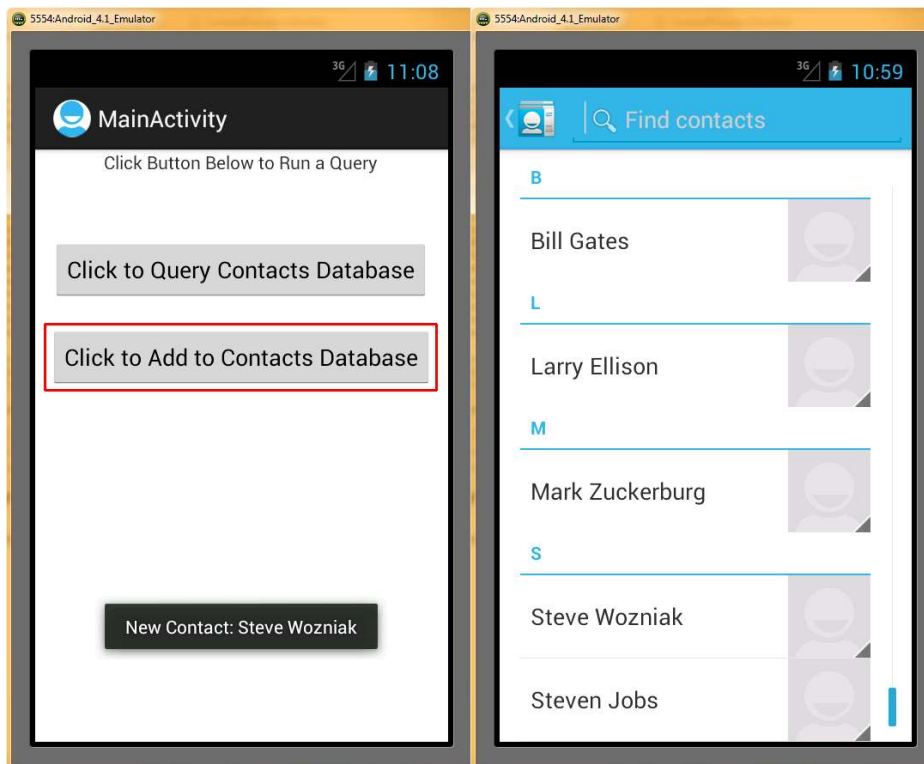 5554:Android_4.1_Emulator
3G 11:08
MainActivity
Click Button Below to Run a Query
Click to Query Contacts Database
Click to Add to Contacts Database
New Contact: Steve Wozniak
5554:Android_4.1_Emulator
3G 10:59
Find contacts
B
Bill Gates
L
Larry Ellison
M
Mark Zuckerburg
S
Steve Wozniak
Steven Jobs